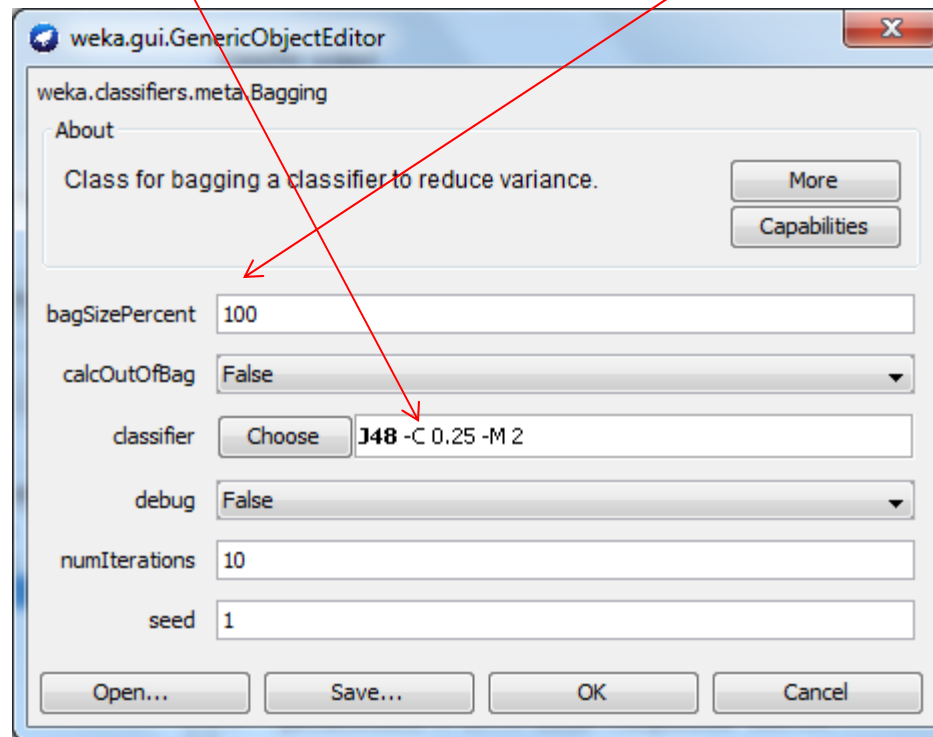 weka.gui.GenericObjectEditor
weka.classifiers.meta.Bagging
About
Class for bagging a classifier to reduce variance.
More
Capabilities
bagSizePercent 100
calcOutOfBag False
classifier Choose J48 -C 0.25 -M 2
debug False
numIterations 10
seed 1
Open... Save... OK Cancel